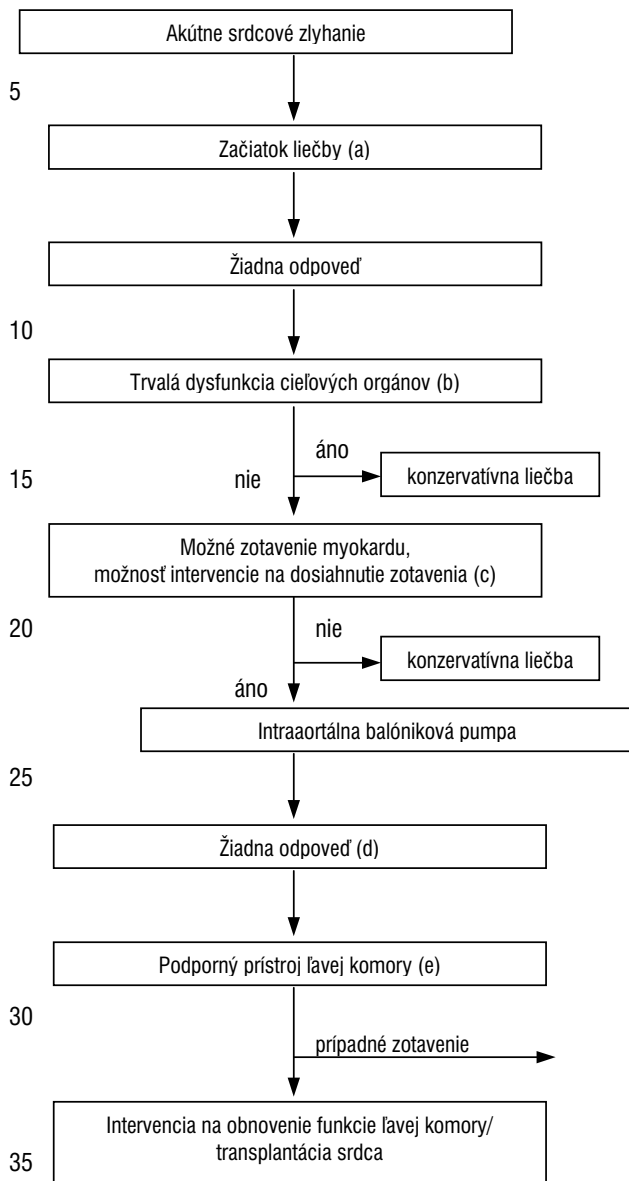 Akútne srdcové zlyhanie
5
Začiatok liečby (a)
Žiadna odpoveď
10
Trvalá dysfunkcia cieľových orgánov (b)
áno
15
nie
konzervatívna liečba
Možné zotavenie myokardu,
možnosť intervencie na dosiahnutie zotavenia (c)
20
nie
konzervatívna liečba
áno
Intraaortálna balóniková pumpa
25
Žiadna odpoveď (d)
Podporný prístroj ľavej komory (e)
30
prípadné zotavenie
Intervencia na obnovenie funkcie ľavej komory/
transplantácia srdca
35